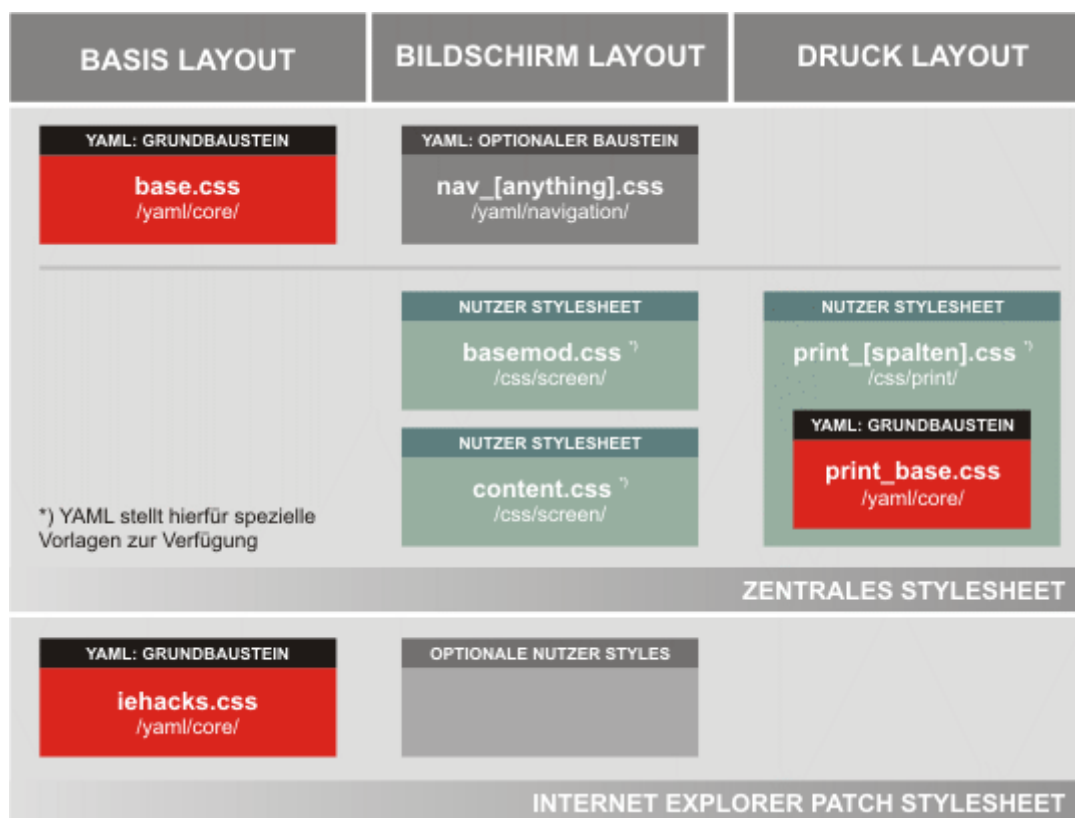 BASIS LAYOUT
BILDSCHIRM LAYOUT
DRUCK LAYOUT
YAML: GRUNDBAUSTEIN
base.css
/yaml/core/
YAML: OPTIONALER BAUSTEIN
nav_[anything].css
/yaml/navigation/
NUTZER STYLESHEET
basemod.css *)
/css/screen/
NUTZER STYLESHEET
content.css *)
/css/screen/
NUTZER STYLESHEET
print_[spalten].css *)
/css/print/
YAML: GRUNDBAUSTEIN
print_base.css
/yaml/core/
*) YAML stellt hierfür spezielle
Vorlagen zur Verfügung
ZENTRALES STYLESHEET
YAML: GRUNDBAUSTEIN
iehacks.css
/yaml/core/
OPTIONALE NUTZER STYLES
INTERNET EXPLORER PATCH STYLESHEET